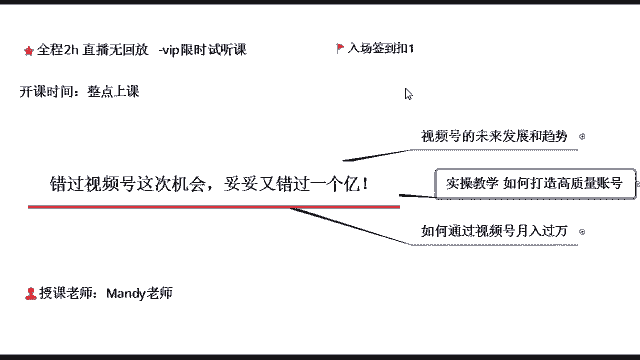 全程2h 直播无回放 -vip限时试听课
入场签到扣1
开课时间：整点上课
视频号的未来发展和趋势
错过视频号这次机会，妥妥又错过一个亿！
实操教学 如何打造高质量账号
如何通过视频号月入过万
授课老师：Mandy老师